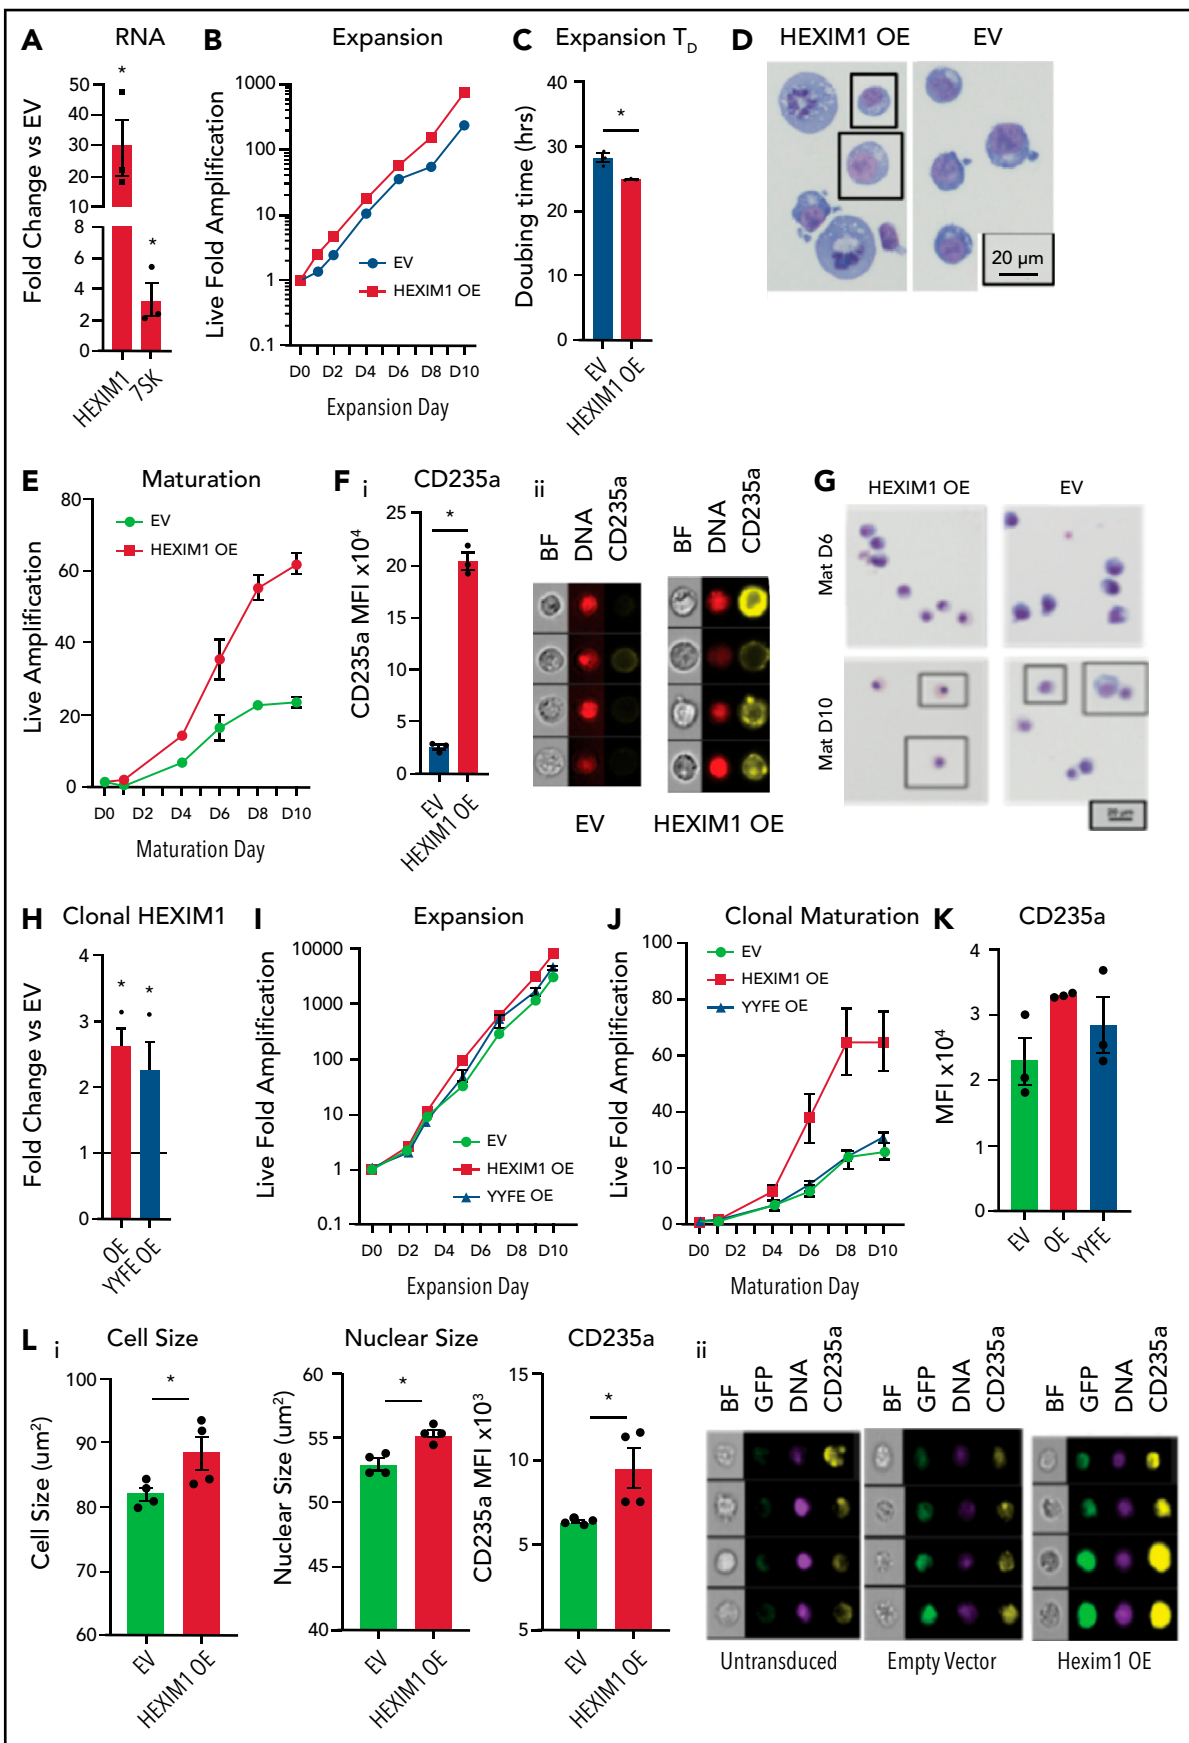 A RNA
Fold Change vs EV
50
40
30
20
10
8
6
4
2
0
*
*
HEXIM1
7SK
B Expansion
Live Fold Amplification
1000
100
10
1
0.1
EV
HEXIM1 OE
D0 D2 D4 D6 D8 D10
Expansion Day
C Expansion TD
Doubing time (hrs)
40
30
20
10
0
*
EV
HEXIM1 OE
D HEXIM1 OE EV
20 µm
E Maturation
Live Amplification
80
60
40
20
0
EV
HEXIM1 OE
D0 D2 D4 D6 D8 D10
Maturation Day
F i CD235a
CD235a MFI x10⁴
25
20
15
10
5
0
*
EV
HEXIM1 OE
ii
BF DNA CD235a
BF DNA CD235a
EV HEXIM1 OE
G HEXIM1 OE EV
Mat D6
Mat D10
20 µm
H Clonal HEXIM1
Fold Change vs EV
4
3
2
1
0
* *
OE
YYFE OE
I Expansion
Live Fold Amplification
10000
1000
100
10
1
0.1
EV
HEXIM1 OE
YYFE OE
D0 D2 D4 D6 D8 D10
Expansion Day
J Clonal Maturation
Live Fold Amplification
100
80
60
40
10
0
EV
HEXIM1 OE
YYFE OE
D0 D2 D4 D6 D8 D10
Maturation Day
K CD235a
MFI x10⁴
4
3
2
1
0
EV
OE
YYFE
L i Cell Size
Cell Size (um²)
100
90
80
70
60
*
EV
HEXIM1 OE
Nuclear Size
Nuclear Size (um²)
60
55
50
45
40
*
EV
HEXIM1 OE
CD235a
CD235a MFI x10³
15
10
5
5
*
EV
HEXIM1 OE
ii
BF GFP DNA CD235a
BF GFP DNA CD235a
BF GFP DNA CD235a
Untransduced Empty Vector Hexim1 OE